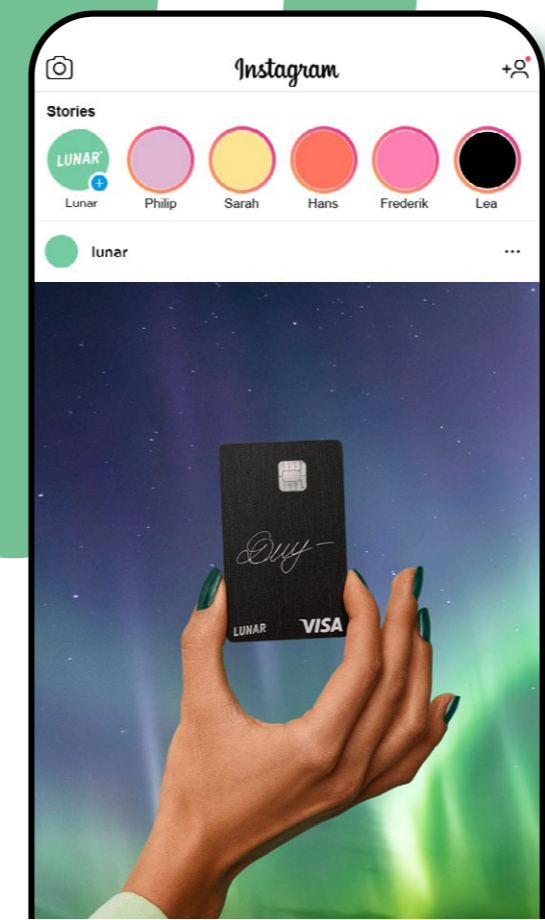 Instagram
Stories
LUNAR
Lunar Philip Sarah Hans Frederik Lea
lunar
LUNAR VISA